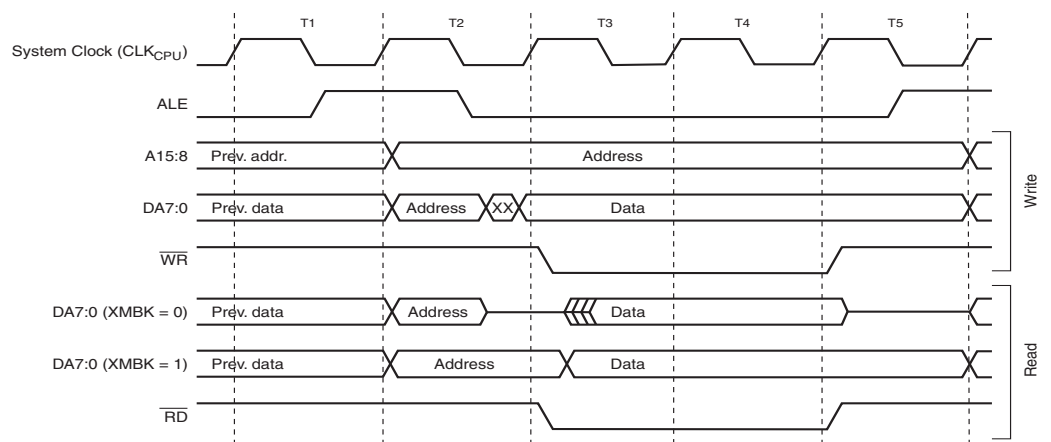 T1 T2 T3 T4 T5
System Clock (CLKCPU)
ALE
A15:8 Prev. addr. Address
DA7:0 Prev. data Address XX Data
WR
Write
DA7:0 (XMBK = 0) Prev. data Address Data
DA7:0 (XMBK = 1) Prev. data Address Data
RD
Read